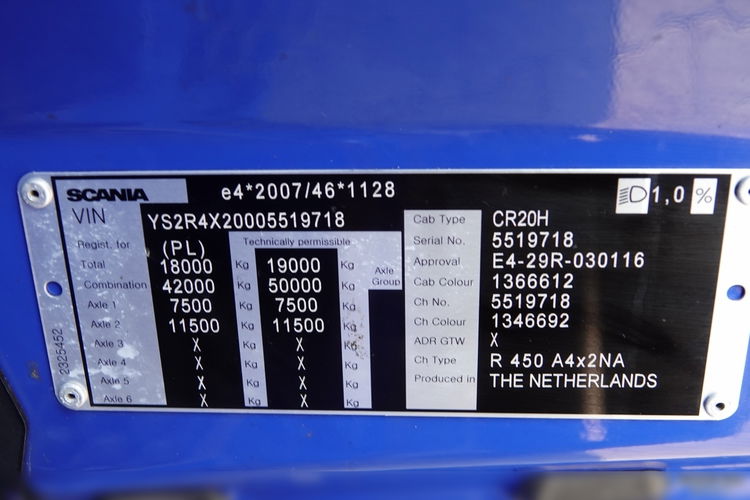 SCANIA e4*2007/46*1128 1,0 %
VIN YS2R4X20005519718
Regist. for (PL) Technically permissible
Total 18000 Kg 19000 Kg Axle Group
Combination 42000 Kg 50000 Kg
Axle 1 7500 Kg 7500 Kg
Axle 2 11500 Kg 11500 Kg
Axle 3 X Kg X Kg
Axle 4 X Kg X Kg
Axle 5 X Kg X Kg
Axle 6 X Kg X Kg
Cab Type CR20H
Serial No. 5519718
Approval E4-29R-030116
Cab Colour 1366612
Ch No. 5519718
Ch Colour 1346692
ADR GTW X
Ch Type R 450 A4x2NA
Produced in THE NETHERLANDS
2325452